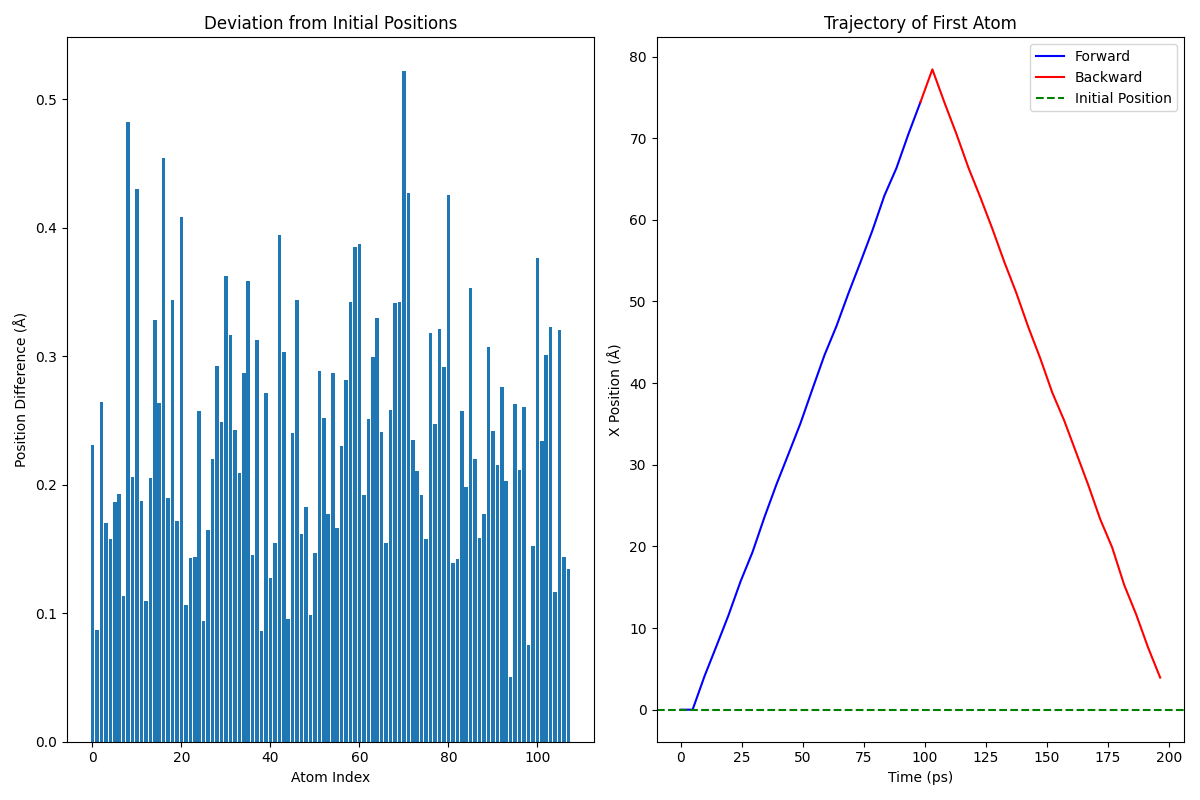 Deviation from Initial Positions
Position Difference (Å)
0.5
0.4
0.3
0.2
0.1
0.0
0 20 40 60 80 100
Atom Index
Trajectory of First Atom
Forward
Backward
Initial Position
X Position (Å)
80
70
60
50
40
30
20
10
0
0 25 50 75 100 125 150 175 200
Time (ps)